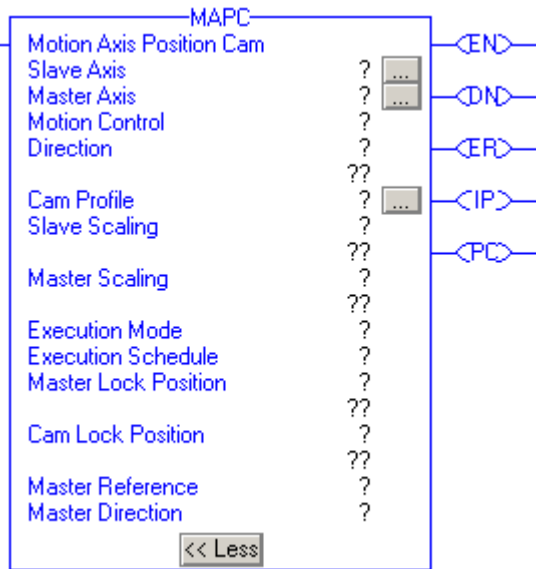 MAPC
Motion Axis Position Cam
EN
Slave Axis ? ...
Master Axis ? ...
DN
Motion Control ?
Direction ?
ER
??
Cam Profile ? ...
IP
Slave Scaling ?
??
PC
Master Scaling ?
??
Execution Mode ?
Execution Schedule ?
Master Lock Position ?
??
Cam Lock Position ?
??
Master Reference ?
Master Direction ?
<< Less